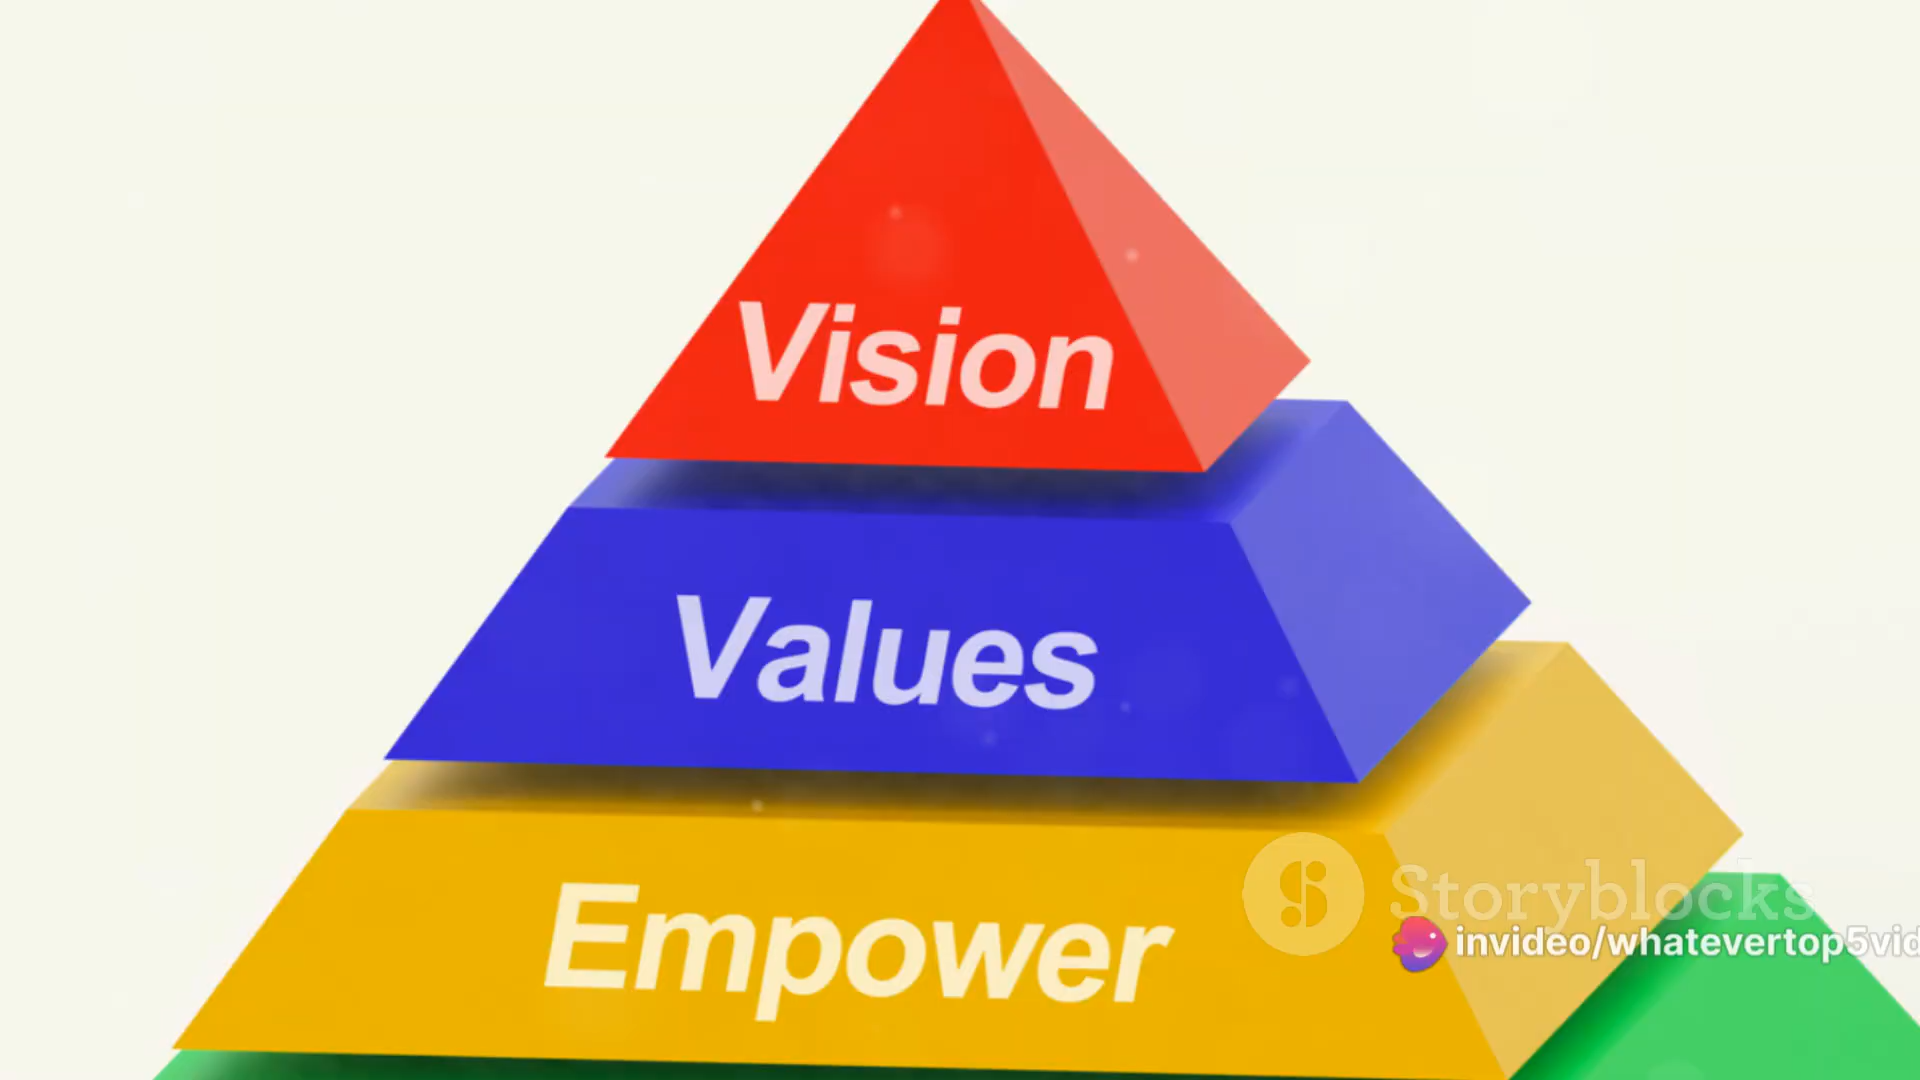 Vision
Values
Empower
Storyblocks
invideo/whatevertop5vid